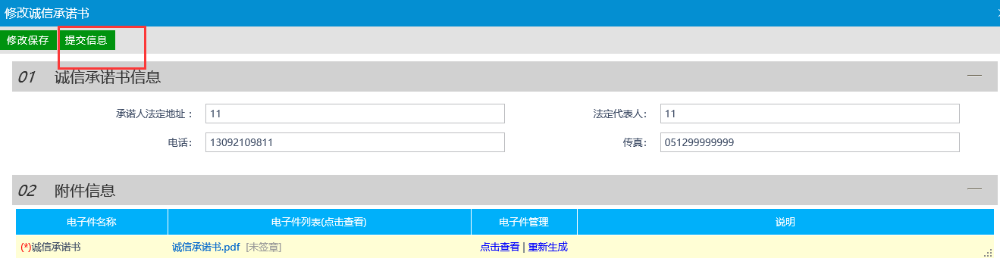 修改诚信承诺书
修改保存 提交信息
01 诚信承诺书信息
承诺人法定地址： 11 法定代表人： 11
电话： 13092109811 传真： 051299999999
02 附件信息
电子件名称 电子件列表(点击查看) 电子件管理 说明
(*)诚信承诺书 诚信承诺书.pdf [未签章] 点击查看 | 重新生成